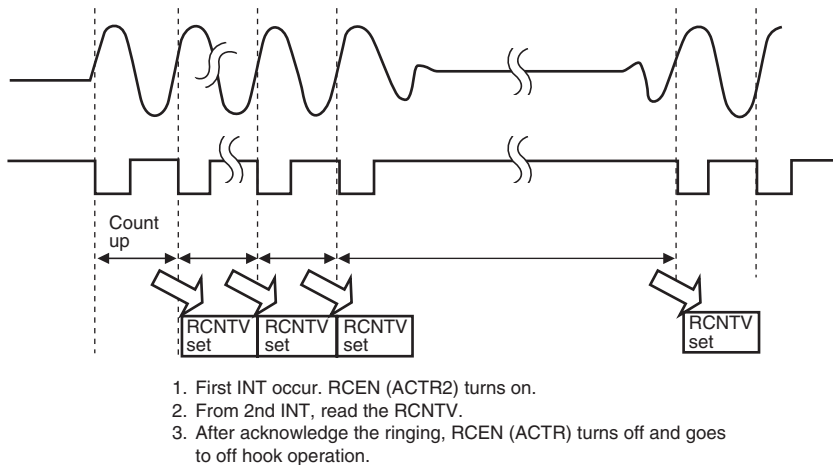 Count
up
RCNTV
set
RCNTV
set
RCNTV
set
RCNTV
set
1. First INT occur. RCEN (ACTR2) turns on.
2. From 2nd INT, read the RCNTV.
3. After acknowledge the ringing, RCEN (ACTR) turns off and goes
to off hook operation.